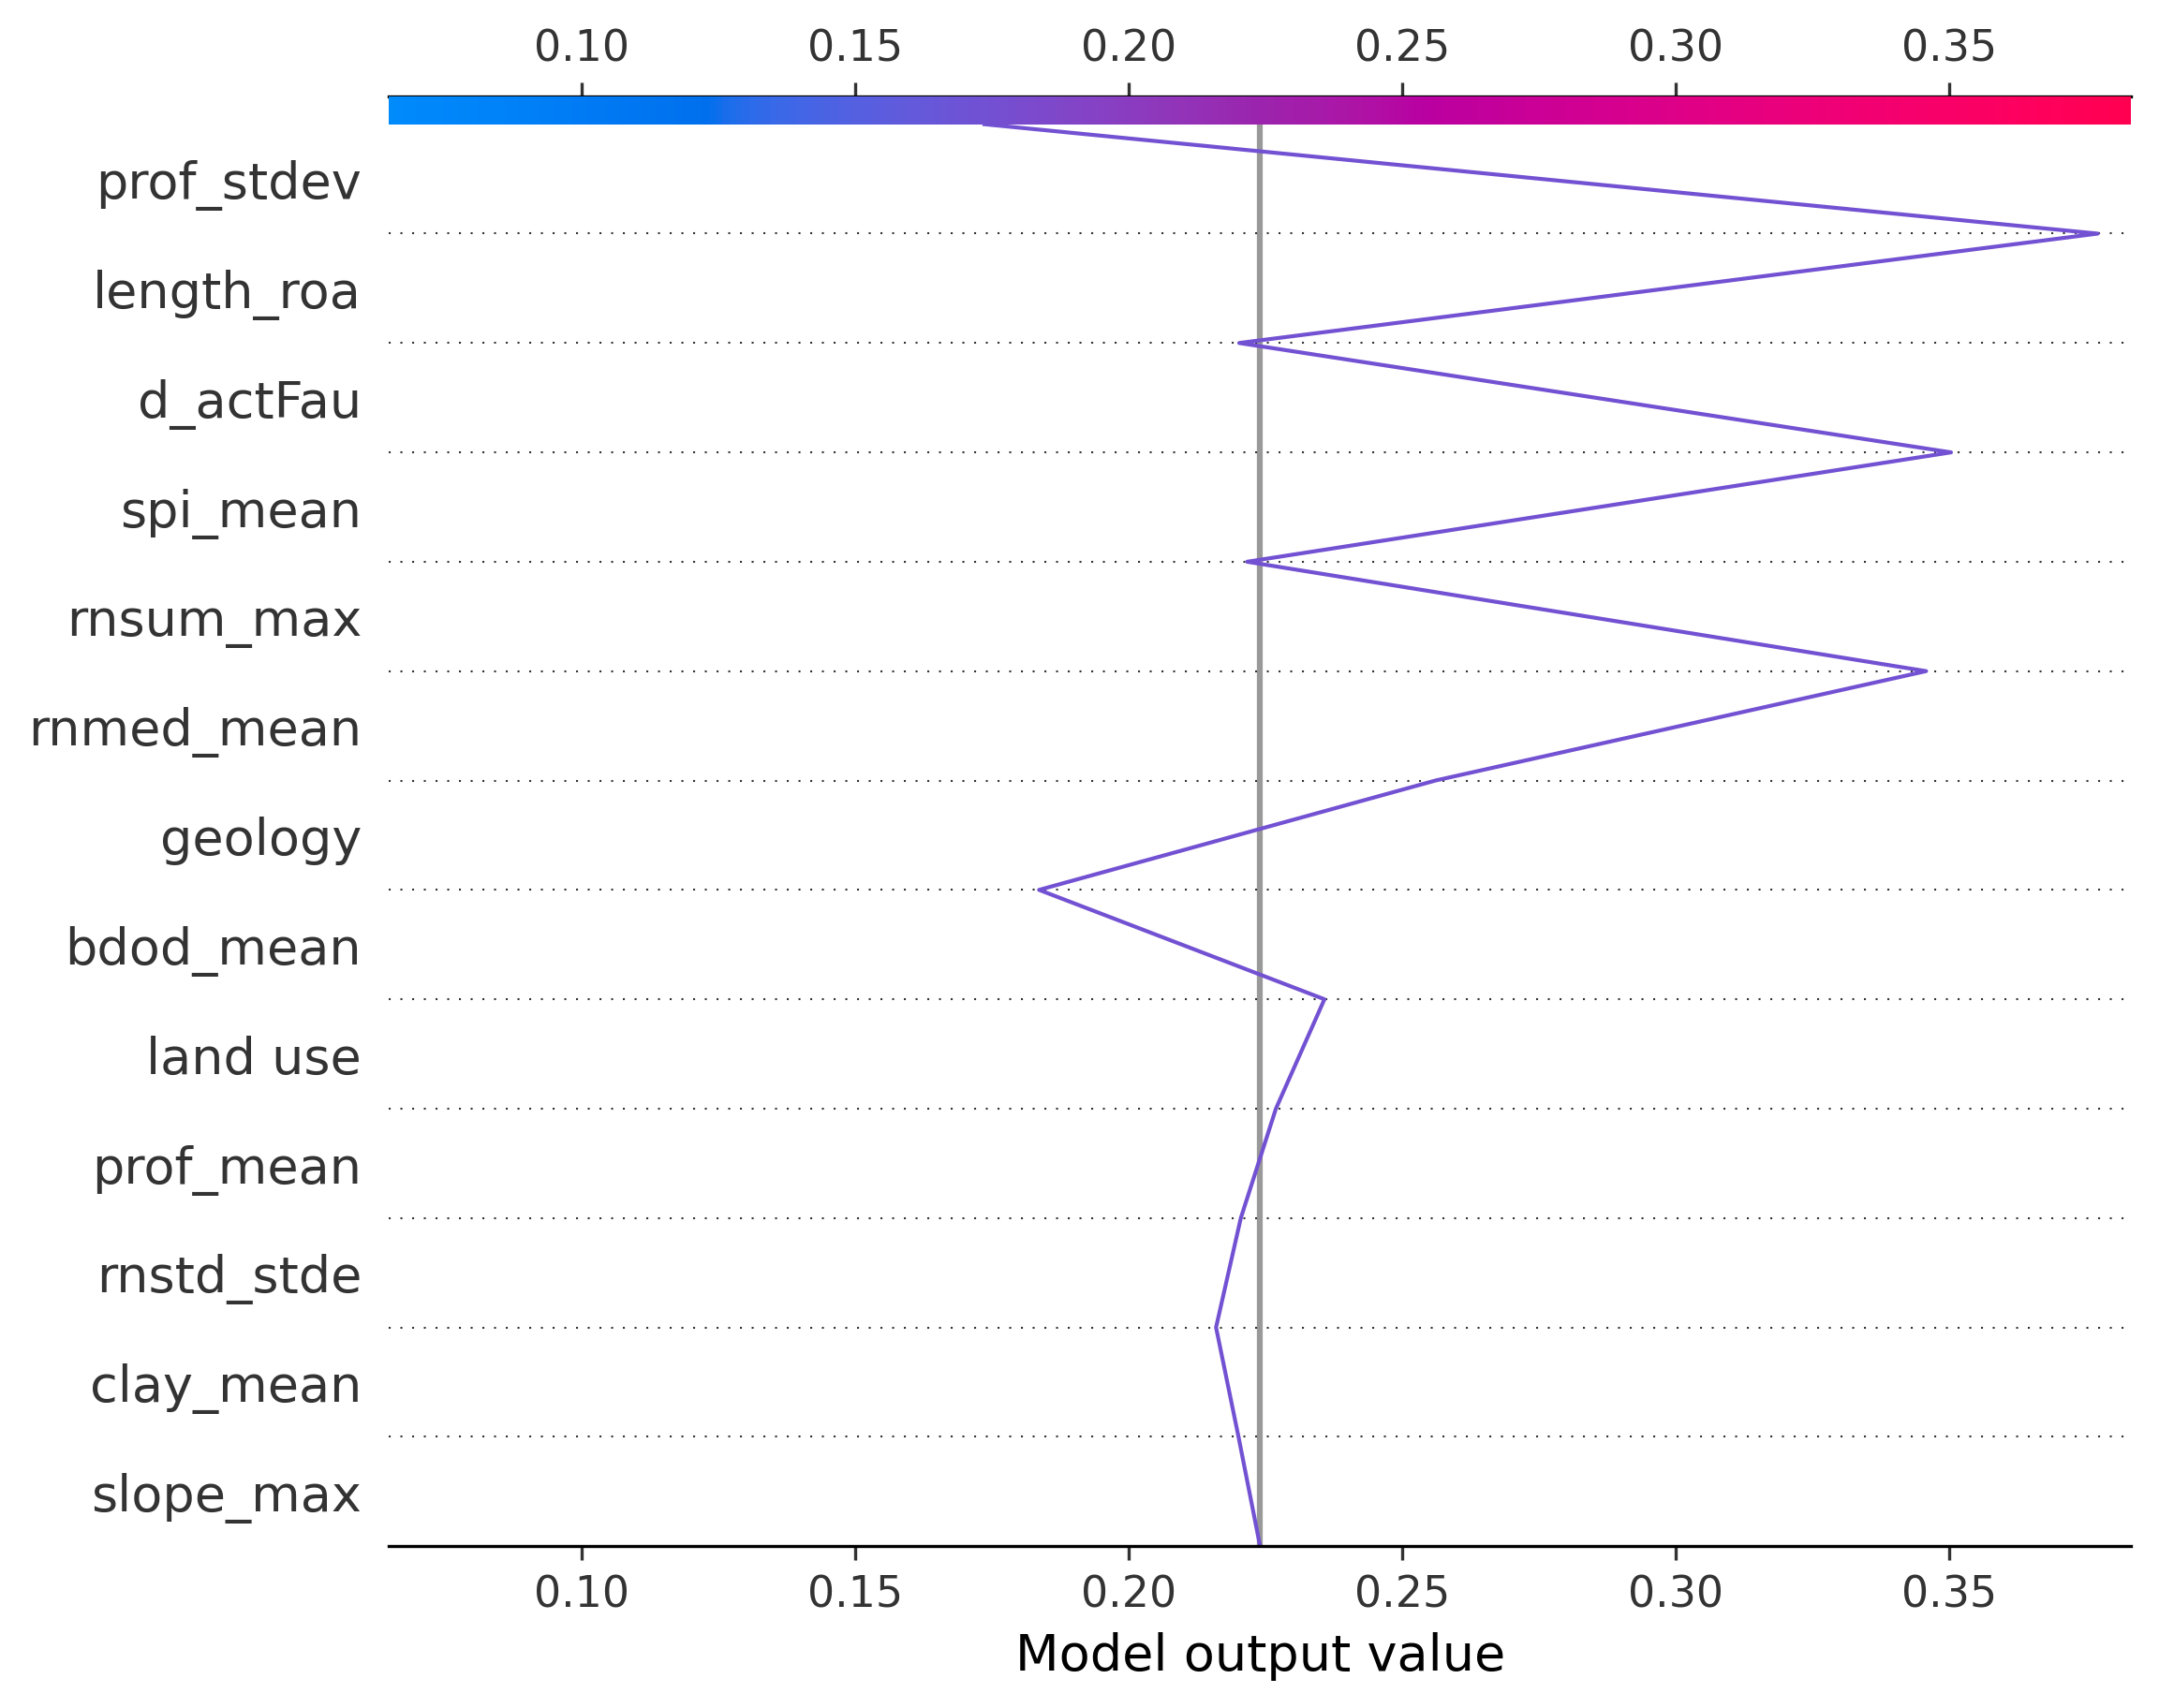 0.10 0.15 0.20 0.25 0.30 0.35
prof_stdev
length_roa
d_actFau
spi_mean
rnsum_max
rnmed_mean
geology
bdod_mean
land use
prof_mean
rnstd_stde
clay_mean
slope_max
0.10 0.15 0.20 0.25 0.30 0.35
Model output value